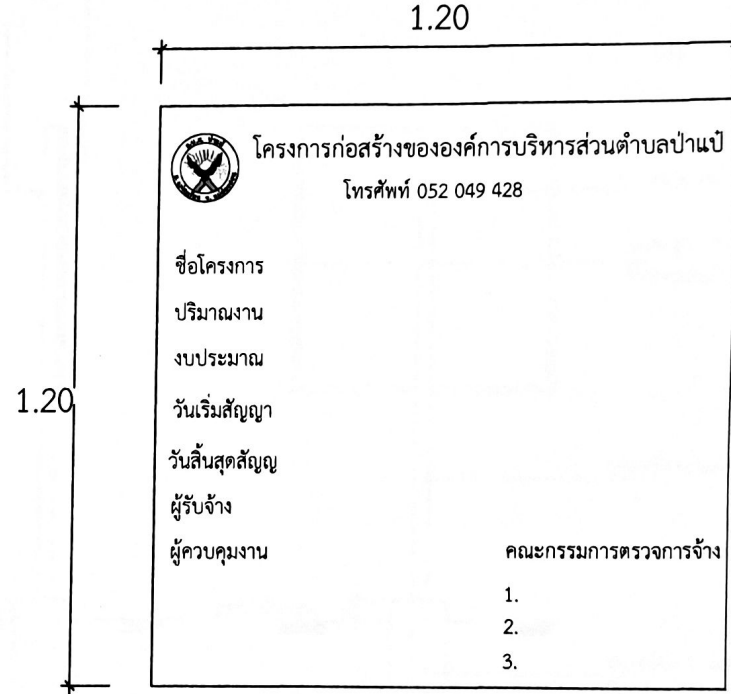 1.20
โครงการก่อสร้างขององค์การบริหารส่วนตำบลป่าแป๋
โทรศัพท์ 052 049 428
ชื่อโครงการ
ปริมาณงาน
งบประมาณ
1.20
วันเริ่มสัญญา
วันสิ้นสุดสัญญ
ผู้รับจ้าง
ผู้ควบคุมงาน
คณะกรรมการตรวจการจ้าง
1.
2.
3.